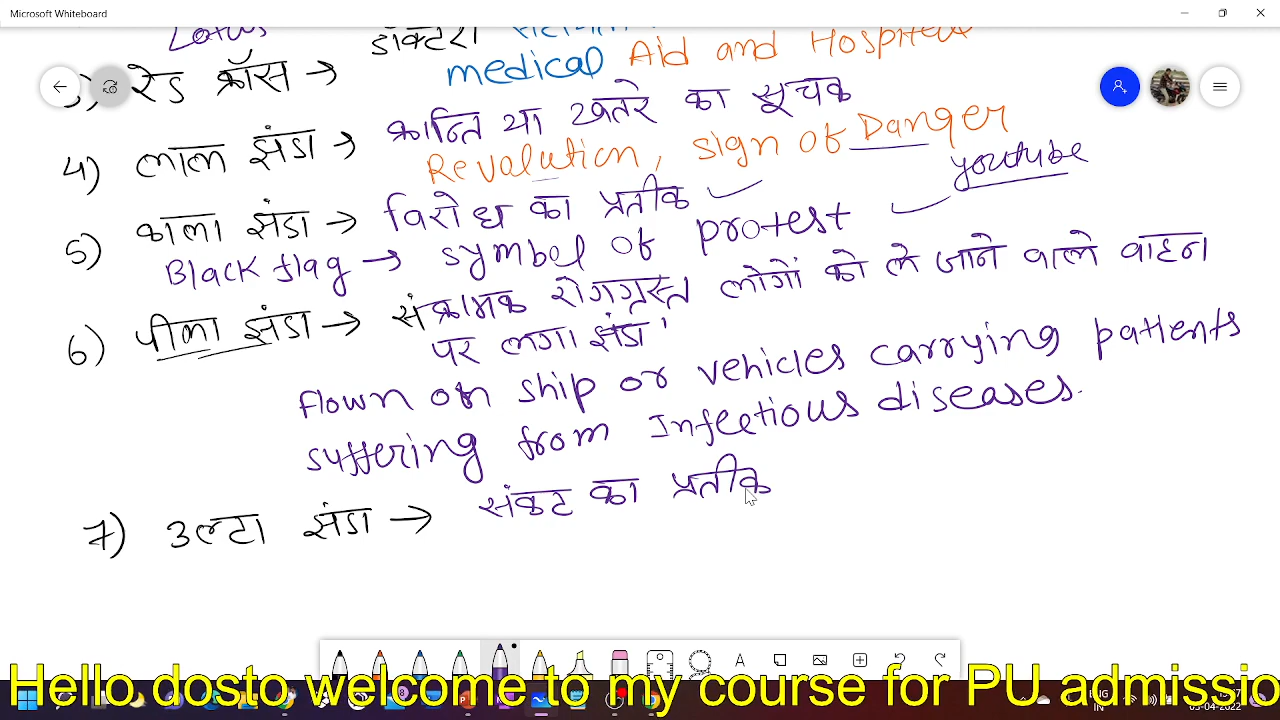 Microsoft Whiteboard
Lotus
डॉक्टरी
medical Aid and Hospitals
रेड क्रॉस →
4) लाल झंडा → क्रान्ति या खतरे का सूचक
Revalution, sign of Danger
youtube
5) काला झंडा → विरोध का प्रतीक
Black flag → symbol of protest
6) पीला झंडा → संक्रामक रोगग्रस्त लोगों को ले जाने वाले वाहन
पर लगा झंडा
flown on ship or vehicles carrying patients
suffering from Infectious diseases.
7) उल्टा झंडा → संकट का प्रतीक
Hello dosto welcome to my course for PU admissio